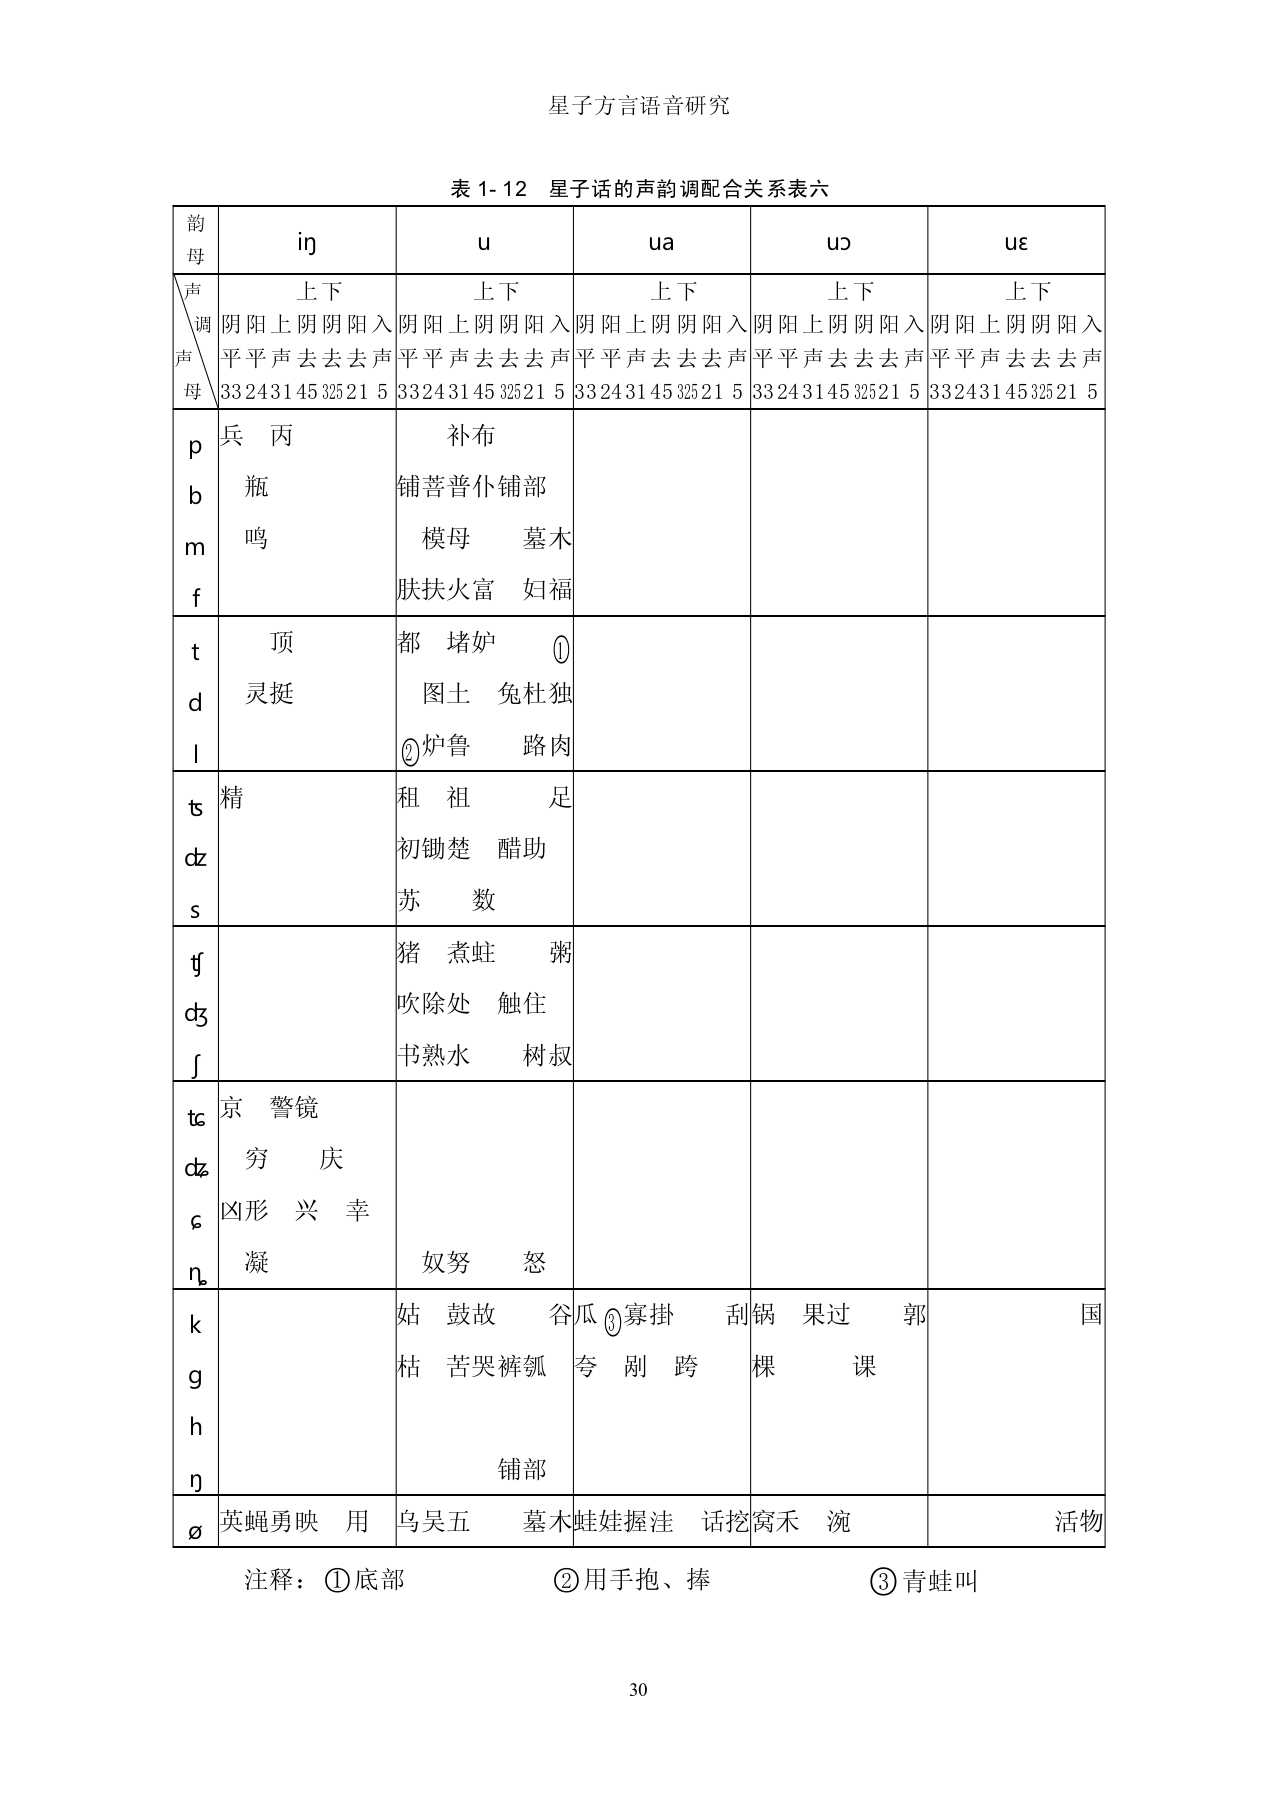 星子方言语音研究
表 1- 12 星子话的声韵调配合关系表六
韵母 iŋ u ua uɔ uɛ
声 上下 上下 上下 上下 上下
调 阴阳上阴阴阳入 阴阳上阴阴阳入 阴阳上阴阴阳入 阴阳上阴阴阳入 阴阳上阴阴阳入
声 平平声去去去声 平平声去去去声 平平声去去去声 平平声去去去声 平平声去去去声
母 33 24 31 45 325 21 5 33 24 31 45 325 21 5 33 24 31 45 325 21 5 33 24 31 45 325 21 5 33 24 31 45 325 21 5
p 兵 丙 补布
b 瓶 铺菩普仆铺部
m 鸣 模母 墓木
f 肤扶火富 妇福
t 顶 都 堵妒 ①
d 灵挺 图土 兔杜独
l ②炉鲁 路肉
ʦ 精 租 祖 足
ʣ 初锄楚 醋助
s 苏 数
ʧ 猪 煮蛀 粥
ʤ 吹除处 触住
ʃ 书熟水 树叔
ʨ 京 警镜
ʥ 穷 庆
ɕ 凶形 兴 幸
ȵ 凝 奴努 怒
k 姑 鼓故 谷 瓜③寡掛 刮 锅 果过 郭 国
g 枯 苦哭裤瓠 夸 剐 跨 棵 课
h
ŋ 铺部
ø 英蝇勇映 用 乌吴五 墓木 蛙娃握洼 话挖 窝禾 涴 活物
注释：①底部 ②用手抱、捧 ③青蛙叫
30